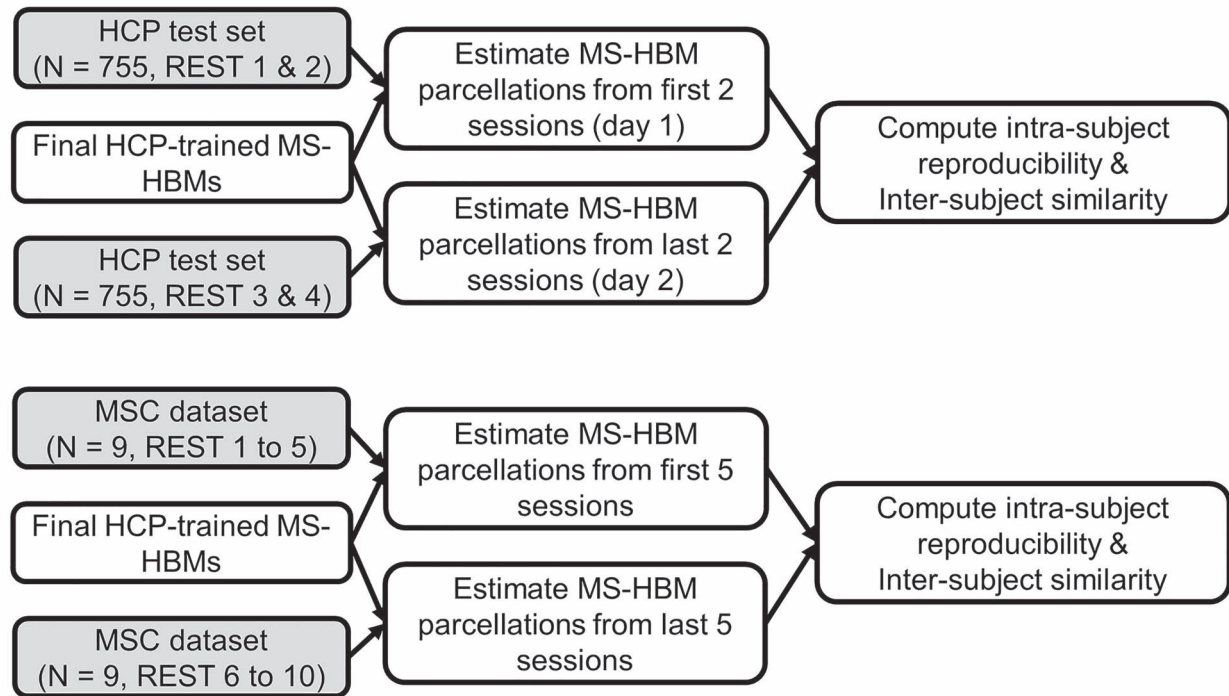 HCP test set
(N = 755, REST 1 & 2)
Final HCP-trained MS-
HBMs
HCP test set
(N = 755, REST 3 & 4)
Estimate MS-HBM
parcellations from first 2
sessions (day 1)
Estimate MS-HBM
parcellations from last 2
sessions (day 2)
Compute intra-subject
reproducibility &
Inter-subject similarity
MSC dataset
(N = 9, REST 1 to 5)
Final HCP-trained MS-
HBMs
MSC dataset
(N = 9, REST 6 to 10)
Estimate MS-HBM
parcellations from first 5
sessions
Estimate MS-HBM
parcellations from last 5
sessions
Compute intra-subject
reproducibility &
Inter-subject similarity